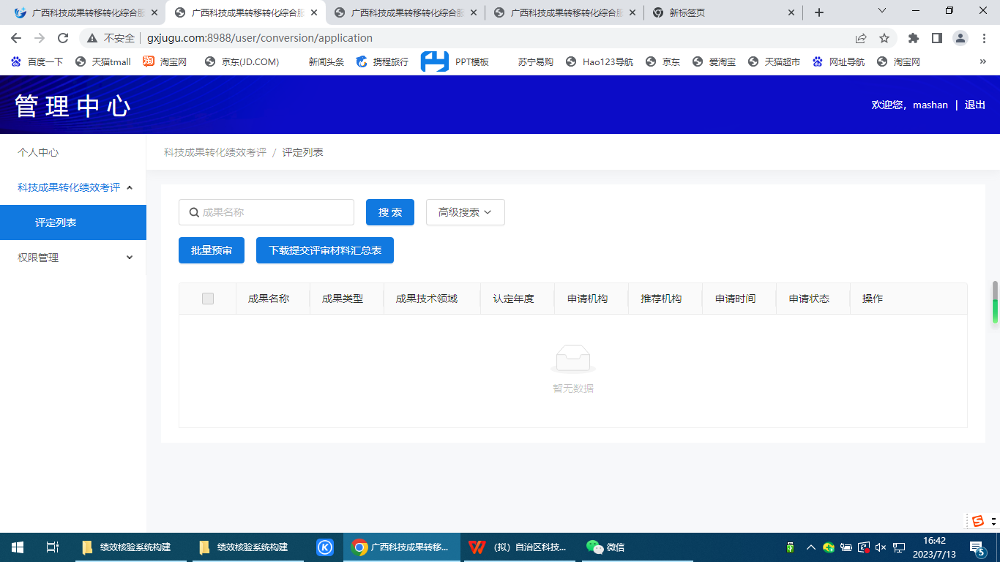 广西科技成果转移转化综合服
广西科技成果转移转化综合服
广西科技成果转移转化综合服
广西科技成果转移转化综合服
新标签页
不安全
gxjugu.com:8988/user/conversion/application
百度一下
天猫tmall
淘宝网
京东(JD.COM)
新闻头条
携程旅行
PPT模板
苏宁易购
Hao123导航
京东
爱淘宝
天猫超市
网址导航
淘宝网
管理中心
欢迎您，mashan | 退出
个人中心
科技成果转化绩效考评
评定列表
权限管理
科技成果转化绩效考评 / 评定列表
成果名称
搜 索
高级搜索
批量预审
下载提交评审材料汇总表
成果名称
成果类型
成果技术领域
认定年度
申请机构
推荐机构
申请时间
申请状态
操作
暂无数据
绩效核验系统构建
绩效核验系统构建
广西科技成果转移...
（拟）自治区科技...
微信
16:42
2023/7/13
5